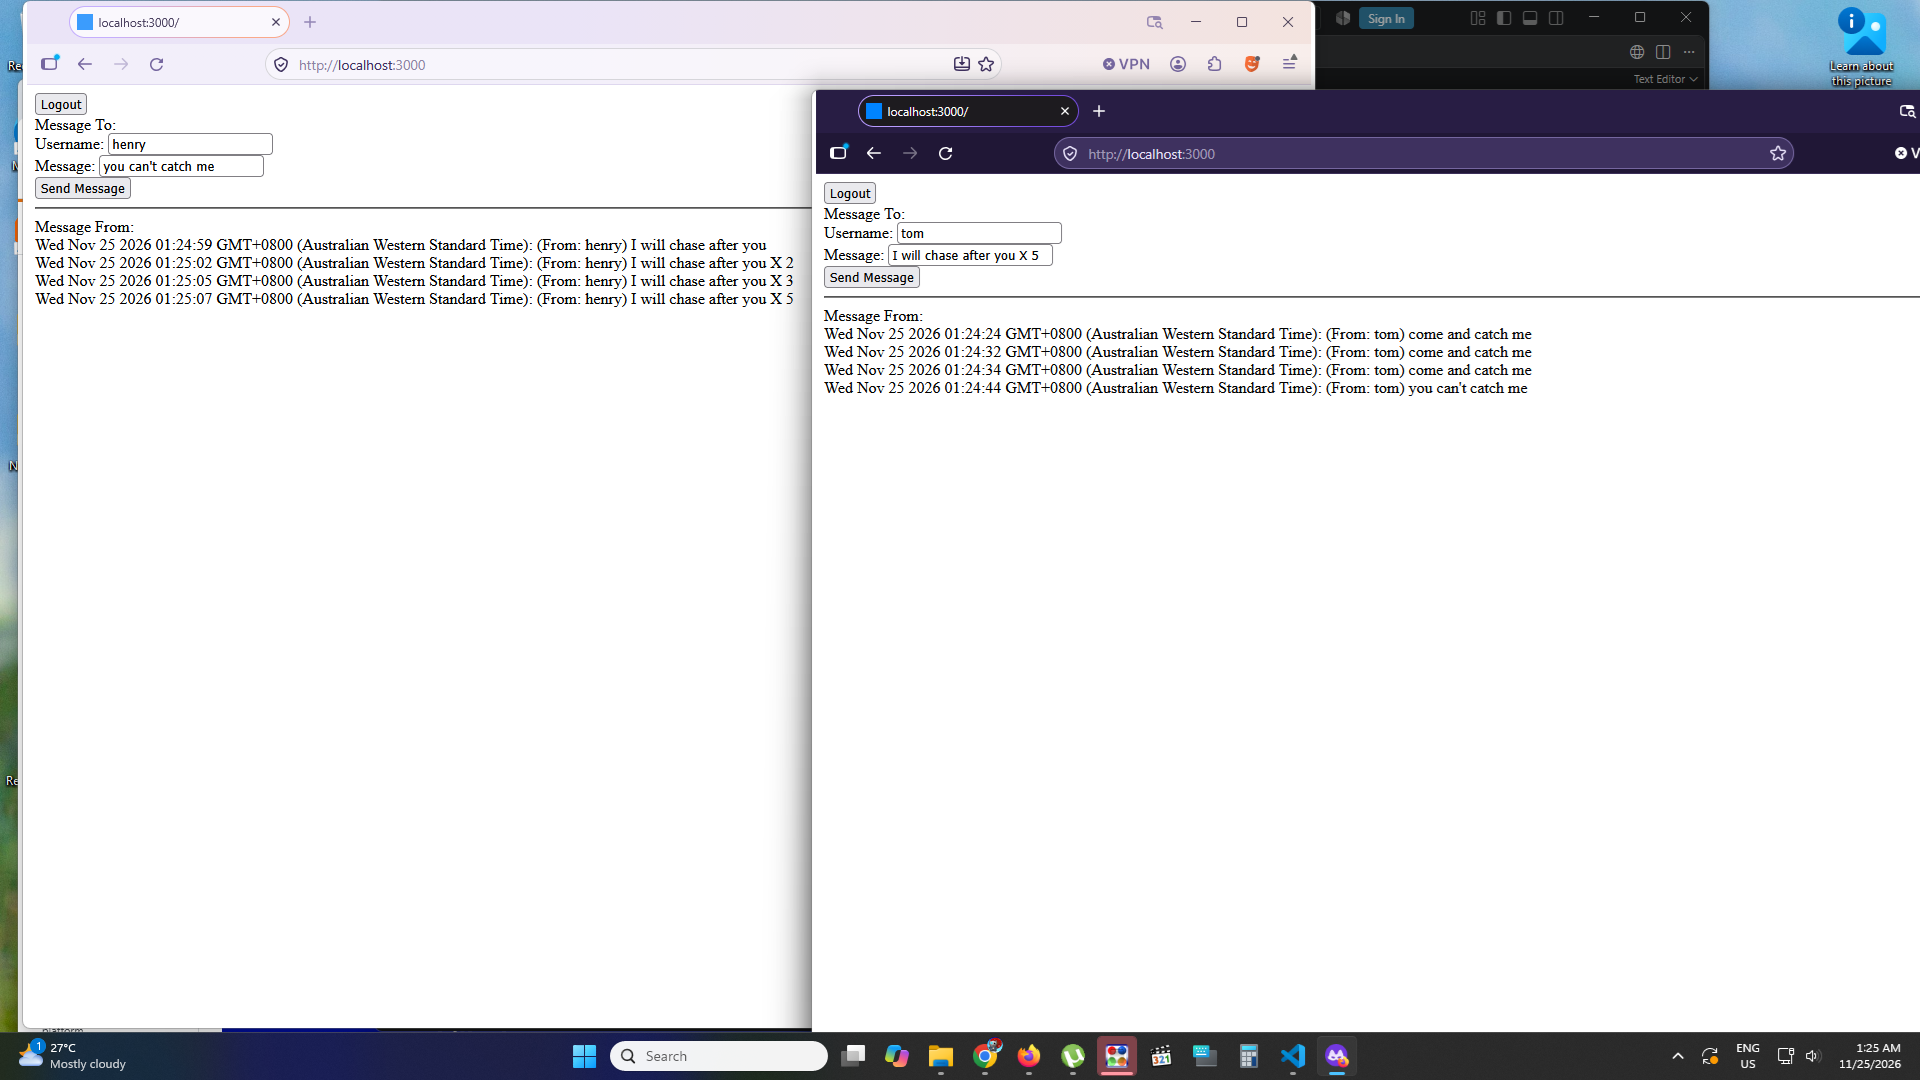 localhost:3000/
http://localhost:3000
VPN
Logout
Message To:
Username: henry
Message: you can't catch me
Send Message
Message From:
Wed Nov 25 2026 01:24:59 GMT+0800 (Australian Western Standard Time): (From: henry) I will chase after you
Wed Nov 25 2026 01:25:02 GMT+0800 (Australian Western Standard Time): (From: henry) I will chase after you X 2
Wed Nov 25 2026 01:25:05 GMT+0800 (Australian Western Standard Time): (From: henry) I will chase after you X 3
Wed Nov 25 2026 01:25:07 GMT+0800 (Australian Western Standard Time): (From: henry) I will chase after you X 5
Sign In
Text Editor
Learn about
this picture
localhost:3000/
http://localhost:3000
V
Logout
Message To:
Username: tom
Message: I will chase after you X 5
Send Message
Message From:
Wed Nov 25 2026 01:24:24 GMT+0800 (Australian Western Standard Time): (From: tom) come and catch me
Wed Nov 25 2026 01:24:32 GMT+0800 (Australian Western Standard Time): (From: tom) come and catch me
Wed Nov 25 2026 01:24:34 GMT+0800 (Australian Western Standard Time): (From: tom) come and catch me
Wed Nov 25 2026 01:24:44 GMT+0800 (Australian Western Standard Time): (From: tom) you can't catch me
1
27°C
Mostly cloudy
Search
321
ENG
US
1:25 AM
11/25/2026